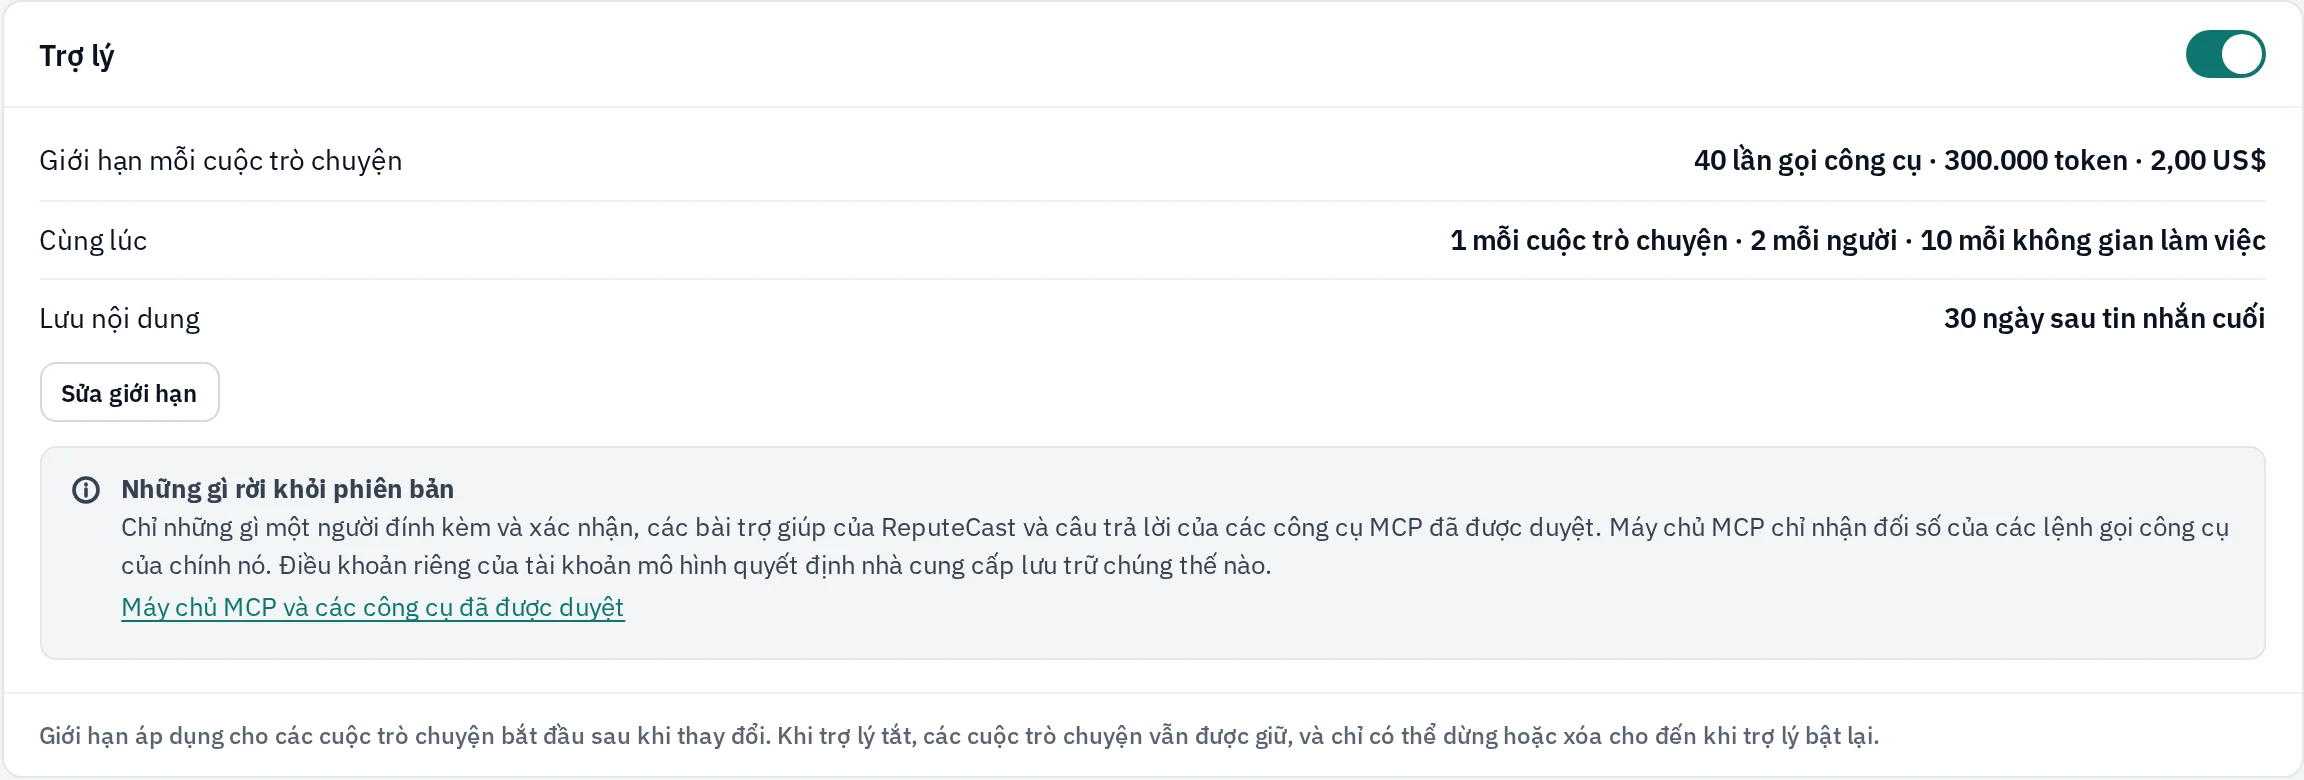 Trợ lý
Giới hạn mỗi cuộc trò chuyện
40 lần gọi công cụ · 300.000 token · 2,00 US$
Cùng lúc
1 mỗi cuộc trò chuyện · 2 mỗi người · 10 mỗi không gian làm việc
Lưu nội dung
30 ngày sau tin nhắn cuối
Sửa giới hạn
Những gì rời khỏi phiên bản
Chỉ những gì một người đính kèm và xác nhận, các bài trợ giúp của ReputeCast và câu trả lời của các công cụ MCP đã được duyệt. Máy chủ MCP chỉ nhận đối số của các lệnh gọi công cụ
của chính nó. Điều khoản riêng của tài khoản mô hình quyết định nhà cung cấp lưu trữ chúng thế nào.
Máy chủ MCP và các công cụ đã được duyệt
Giới hạn áp dụng cho các cuộc trò chuyện bắt đầu sau khi thay đổi. Khi trợ lý tắt, các cuộc trò chuyện vẫn được giữ, và chỉ có thể dừng hoặc xóa cho đến khi trợ lý bật lại.